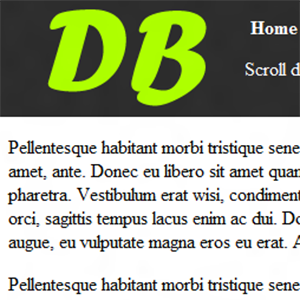 DB
Home
Scroll d
Pellentesque habitant morbi tristique sene
amet, ante. Donec eu libero sit amet quam
pharetra. Vestibulum erat wisi, condiment
orci, sagittis tempus lacus enim ac dui. Do
augue, eu vulputate magna eros eu erat. A
Pellentesque habitant morbi tristique sene